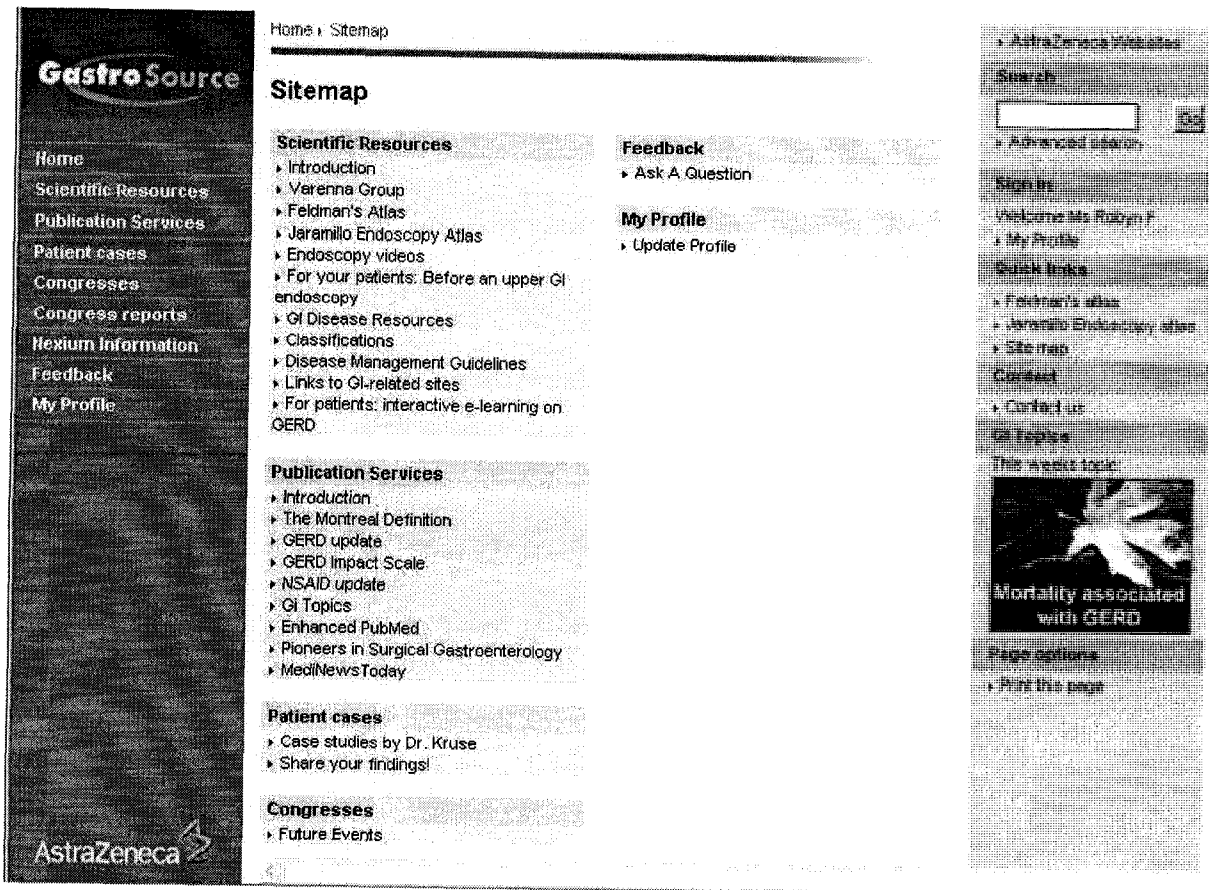 GastroSource
Home
Scientific Resources
Publication Services
Patient cases
Congresses
Congress reports
Nexium Information
Feedback
My Profile
AstraZeneca
Home › Sitemap
Sitemap
Scientific Resources
Introduction
Varenna Group
Feldman's Atlas
Jaramillo Endoscopy Atlas
Endoscopy videos
For your patients: Before an upper GI
endoscopy
GI Disease Resources
Classifications
Disease Management Guidelines
Links to GI-related sites
For patients: interactive e-learning on
GERD
Publication Services
Introduction
The Montreal Definition
GERD update
GERD Impact Scale
NSAID update
Gi Topics
Enhanced PubMed
Pioneers in Surgical Gastroenterology
MediNewsToday
Patient cases
Case studies by Dr. Kruse
Share your findings!
Congresses
Future Events
Feedback
Ask A Question
My Profile
Update Profile
AstraZeneca Websites
Search
Go
Advanced search
Sign in
Welcome Ms Robyn F
My Profile
Quick links
Feldman's atlas
Jaramillo Endoscopy atlas
Site map
Contact
Contact us
GI Topics
This weeks topic:
Mortality associated
with GERD
Page options
Print this page